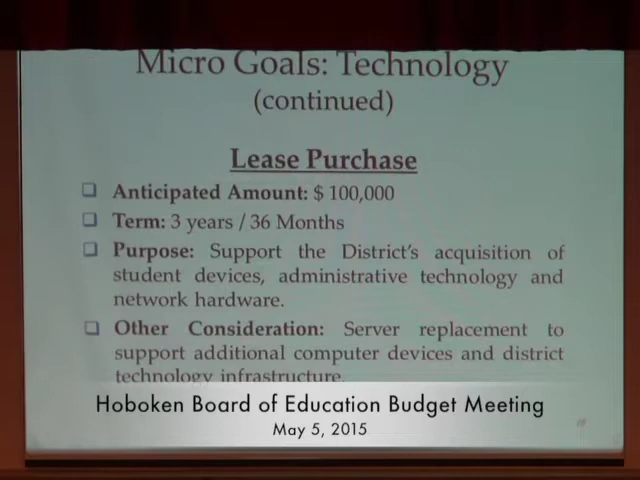 Micro Goals: Technology
(continued)
Lease Purchase
❑ Anticipated Amount: $ 100,000
❑ Term: 3 years / 36 Months
❑ Purpose: Support the District's acquisition of
student devices, administrative technology and
network hardware.
❑ Other Consideration: Server replacement to
support additional computer devices and district
technology infrastructure.
Hoboken Board of Education Budget Meeting
May 5, 2015